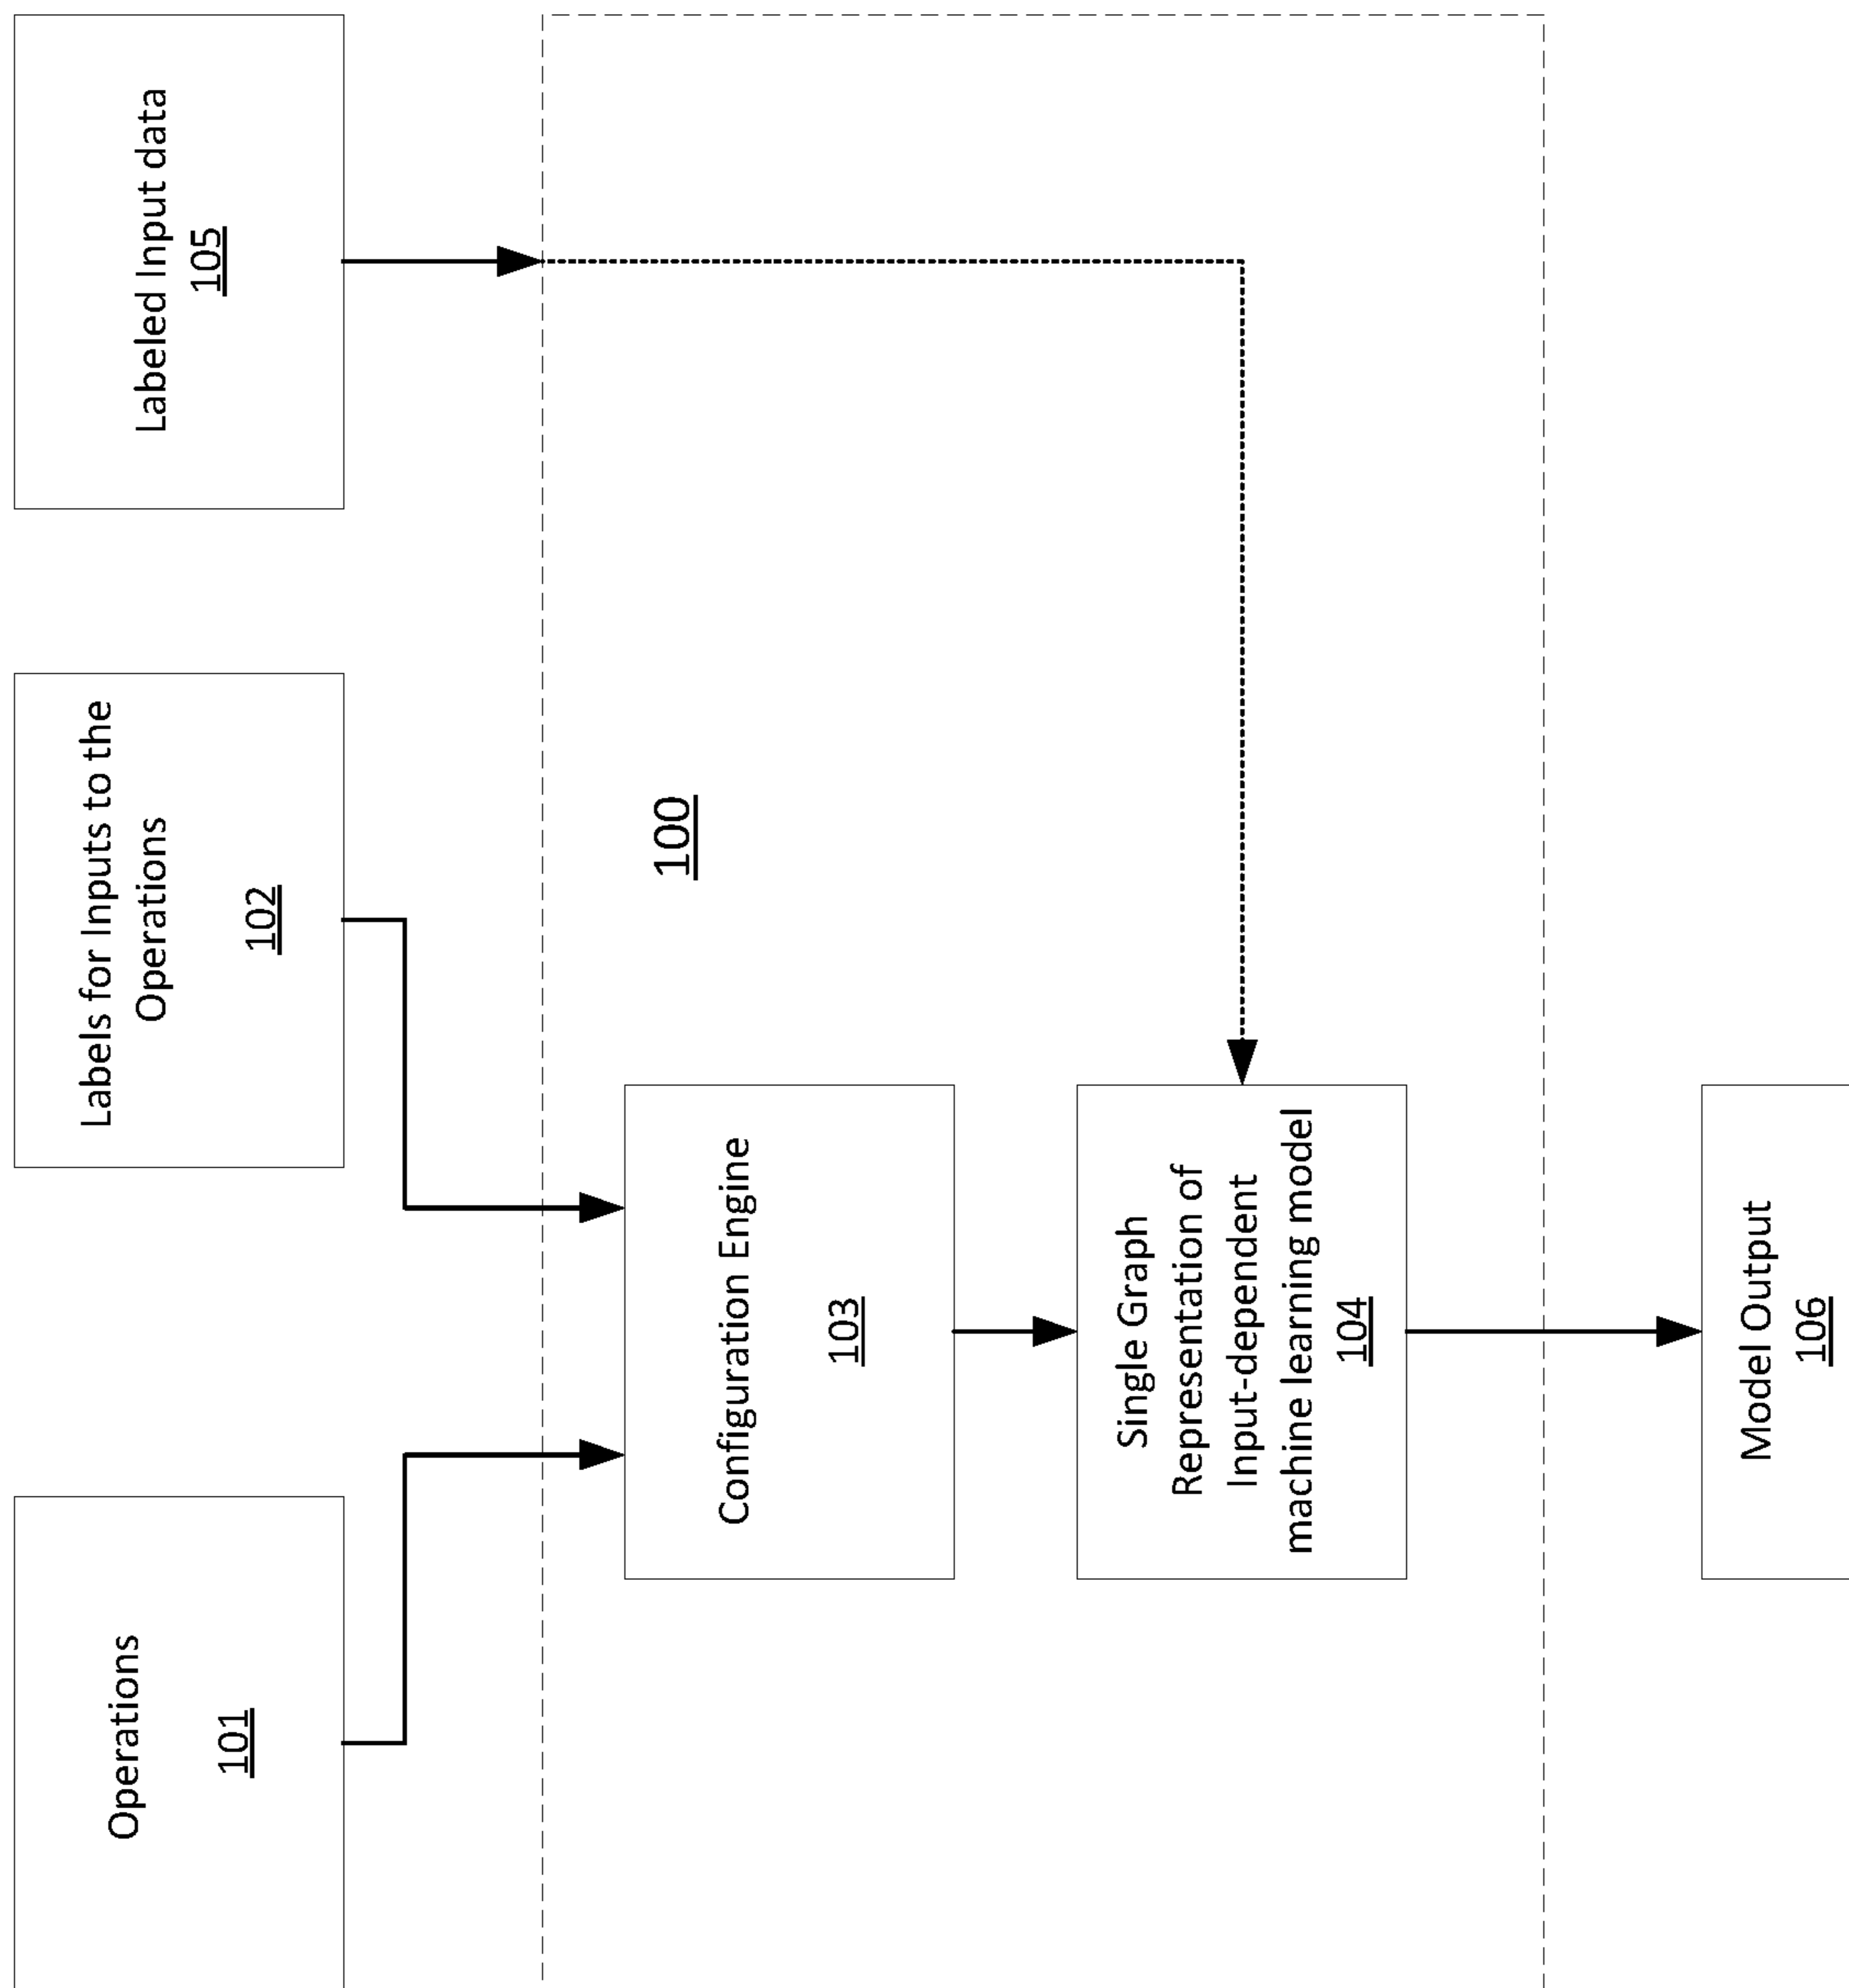 Operations
101
Labels for Inputs to the
Operations
102
Labeled Input data
105
100
Configuration Engine
103
Single Graph
Representation of
Input-dependent
machine learning model
104
Model Output
106